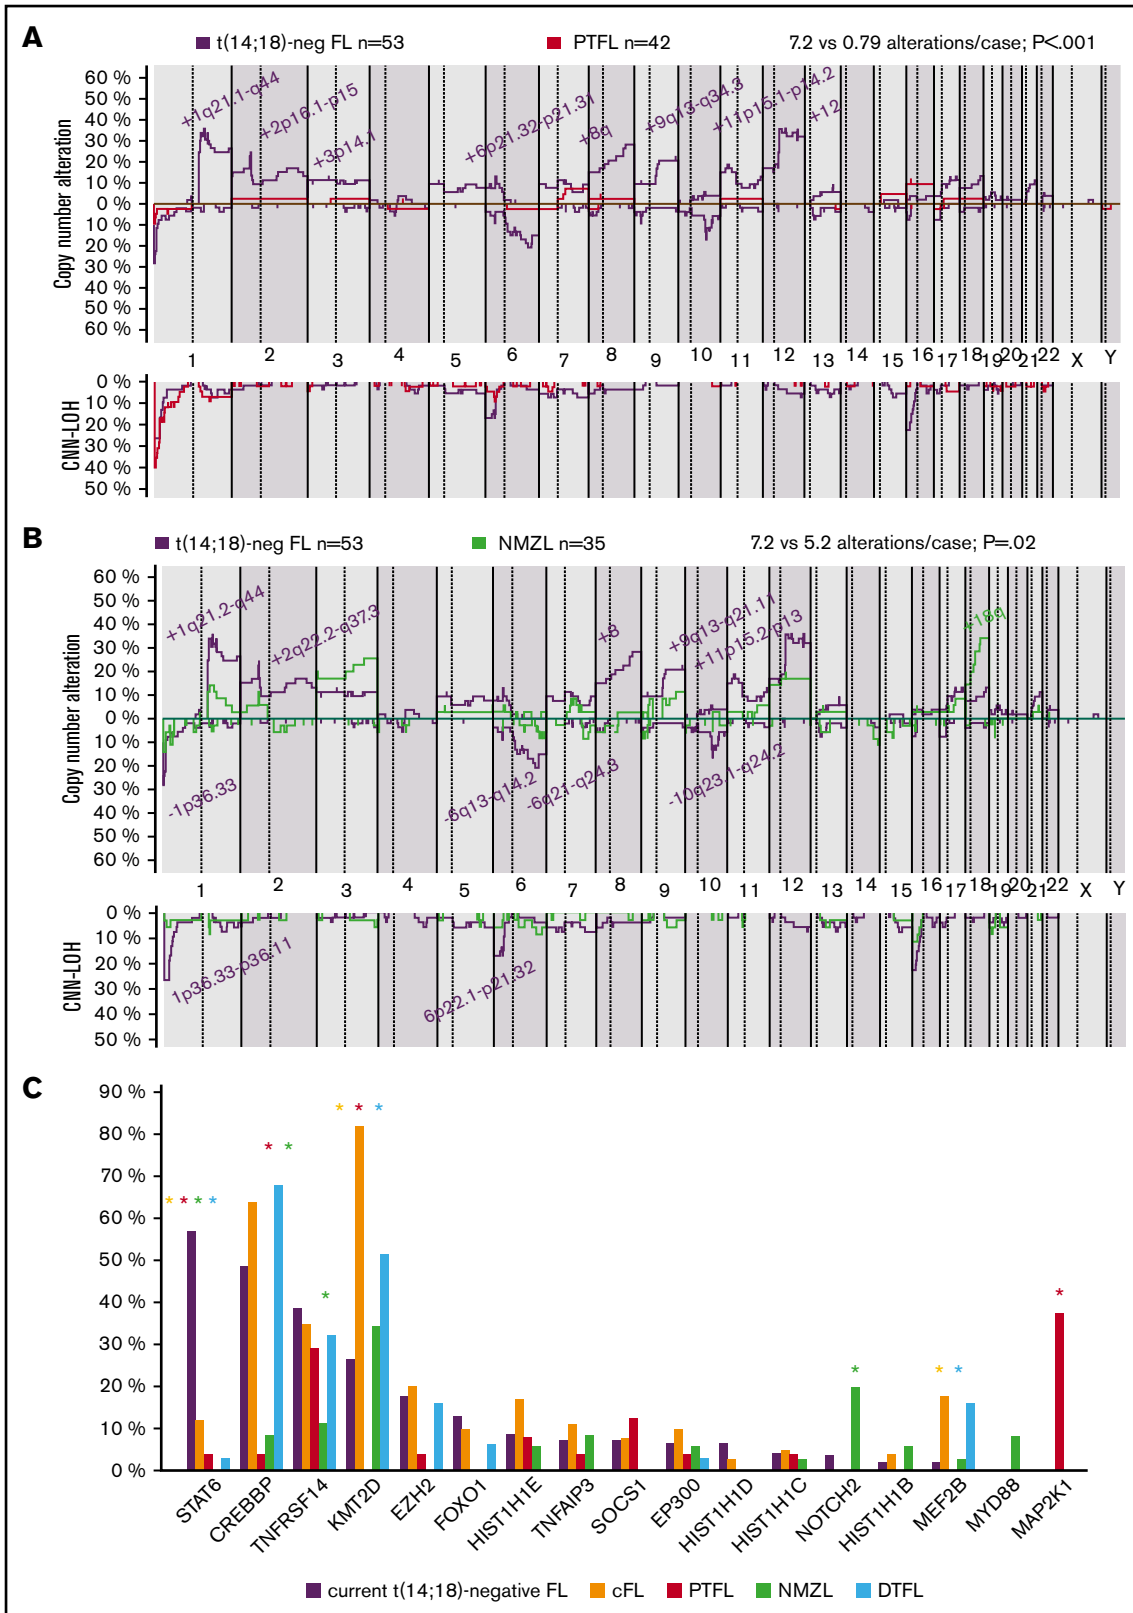 A
t(14;18)-neg FL n=53 PTFL n=42 7.2 vs 0.79 alterations/case; P<.001
Copy number alteration
60 %
50 %
40 %
30 %
20 %
10 %
0 %
10 %
20 %
30 %
40 %
50 %
60 %
+1q21.1-q44
+2p16.1-p15
+3p14.1
+6p21.32-p21.31
+8q
+9q13-q34.3
+11p15.1-p14.2
+12
1 2 3 4 5 6 7 8 9 10 11 12 13 14 15 16 17 18 19 20 21 22 X Y
CNN-LOH
0 %
10 %
20 %
30 %
40 %
50 %
B
t(14;18)-neg FL n=53 NMZL n=35 7.2 vs 5.2 alterations/case; P=.02
Copy number alteration
60 %
50 %
40 %
30 %
20 %
10 %
0 %
10 %
20 %
30 %
40 %
50 %
60 %
+1q21.2-q44
+2q22.2-q37.3
+8
+9q13-q21.11
+11p15.2-p13
+18q
-1p36.33
-6q13-q14.2
-6q21-q24.3
-10q23.1-q24.2
1 2 3 4 5 6 7 8 9 10 11 12 13 14 15 16 17 18 19 20 21 22 X Y
CNN-LOH
0 %
10 %
20 %
30 %
40 %
50 %
1p36.33-p36.11
6p22.1-p21.32
C
90 %
80 %
70 %
60 %
50 %
40 %
30 %
20 %
10 %
0 %
* * * *
* *
*
* * *
*
* *
*
STAT6
CREBBP
TNFRSF14
KMT2D
EZH2
FOXO1
HIST1H1E
TNFAIP3
SOCS1
EP300
HIST1H1D
HIST1H1C
NOTCH2
HIST1H1B
MEF2B
MYD88
MAP2K1
current t(14;18)-negative FL cFL PTFL NMZL DTFL